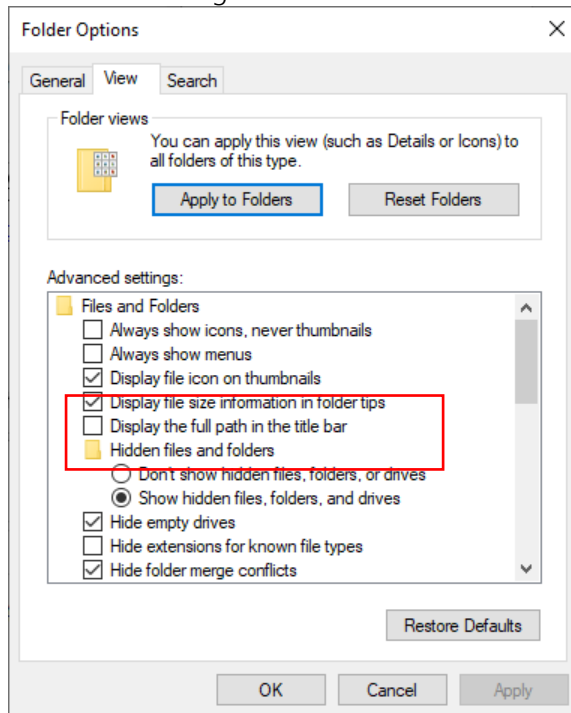 Folder Options
General View Search
Folder views
You can apply this view (such as Details or Icons) to
all folders of this type.
Apply to Folders Reset Folders
Advanced settings:
Files and Folders
Always show icons, never thumbnails
Always show menus
Display file icon on thumbnails
Display file size information in folder tips
Display the full path in the title bar
Hidden files and folders
Don't show hidden files, folders, or drives
Show hidden files, folders, and drives
Hide empty drives
Hide extensions for known file types
Hide folder merge conflicts
Restore Defaults
OK Cancel Apply